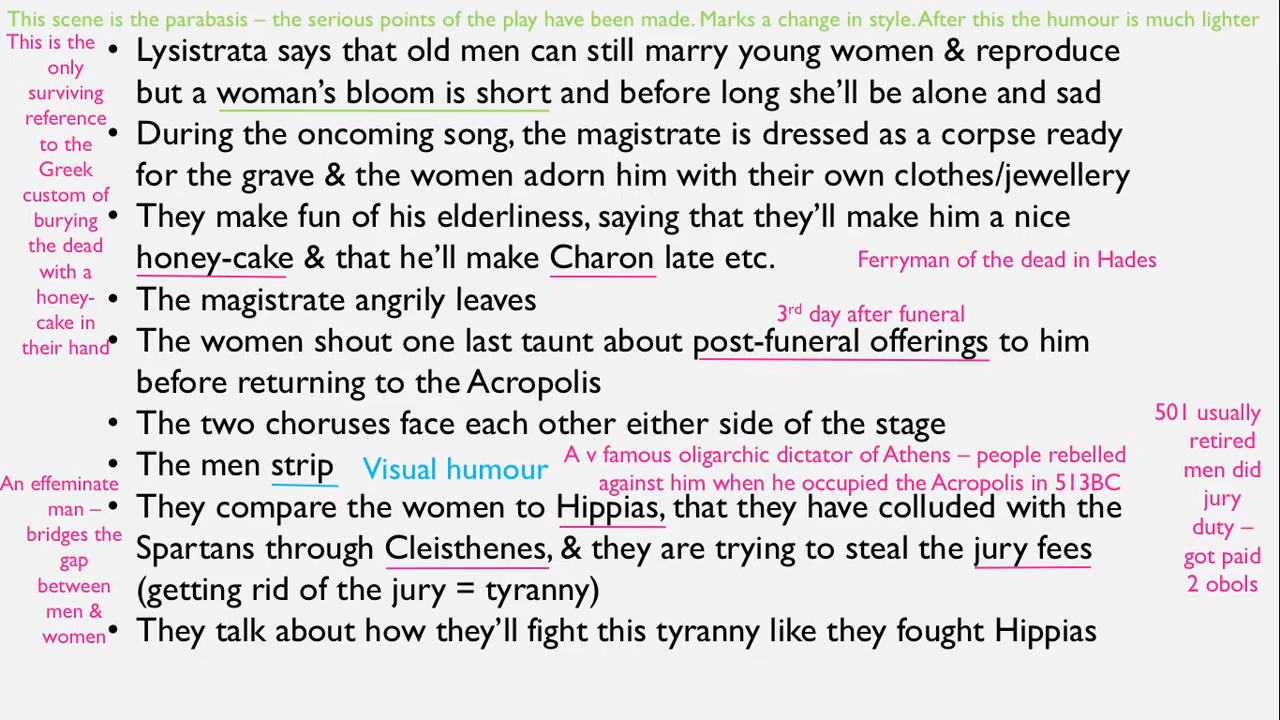 This scene is the parabasis – the serious points of the play have been made. Marks a change in style. After this the humour is much lighter
This is the
only
surviving
reference
to the
Greek
custom of
burying
the dead
with a
honey-
cake in
their hand
• Lysistrata says that old men can still marry young women & reproduce
but a woman's bloom is short and before long she'll be alone and sad
• During the oncoming song, the magistrate is dressed as a corpse ready
for the grave & the women adorn him with their own clothes/jewellery
• They make fun of his elderliness, saying that they'll make him a nice
honey-cake & that he'll make Charon late etc.
Ferryman of the dead in Hades
• The magistrate angrily leaves
3rd day after funeral
• The women shout one last taunt about post-funeral offerings to him
before returning to the Acropolis
• The two choruses face each other either side of the stage
• The men strip
Visual humour
A v famous oligarchic dictator of Athens – people rebelled
against him when he occupied the Acropolis in 513BC
• They compare the women to Hippias, that they have colluded with the
Spartans through Cleisthenes, & they are trying to steal the jury fees
(getting rid of the jury = tyranny)
• They talk about how they'll fight this tyranny like they fought Hippias
An effeminate
man –
bridges the
gap
between
men &
women
501 usually
retired
men did
jury
duty –
got paid
2 obols